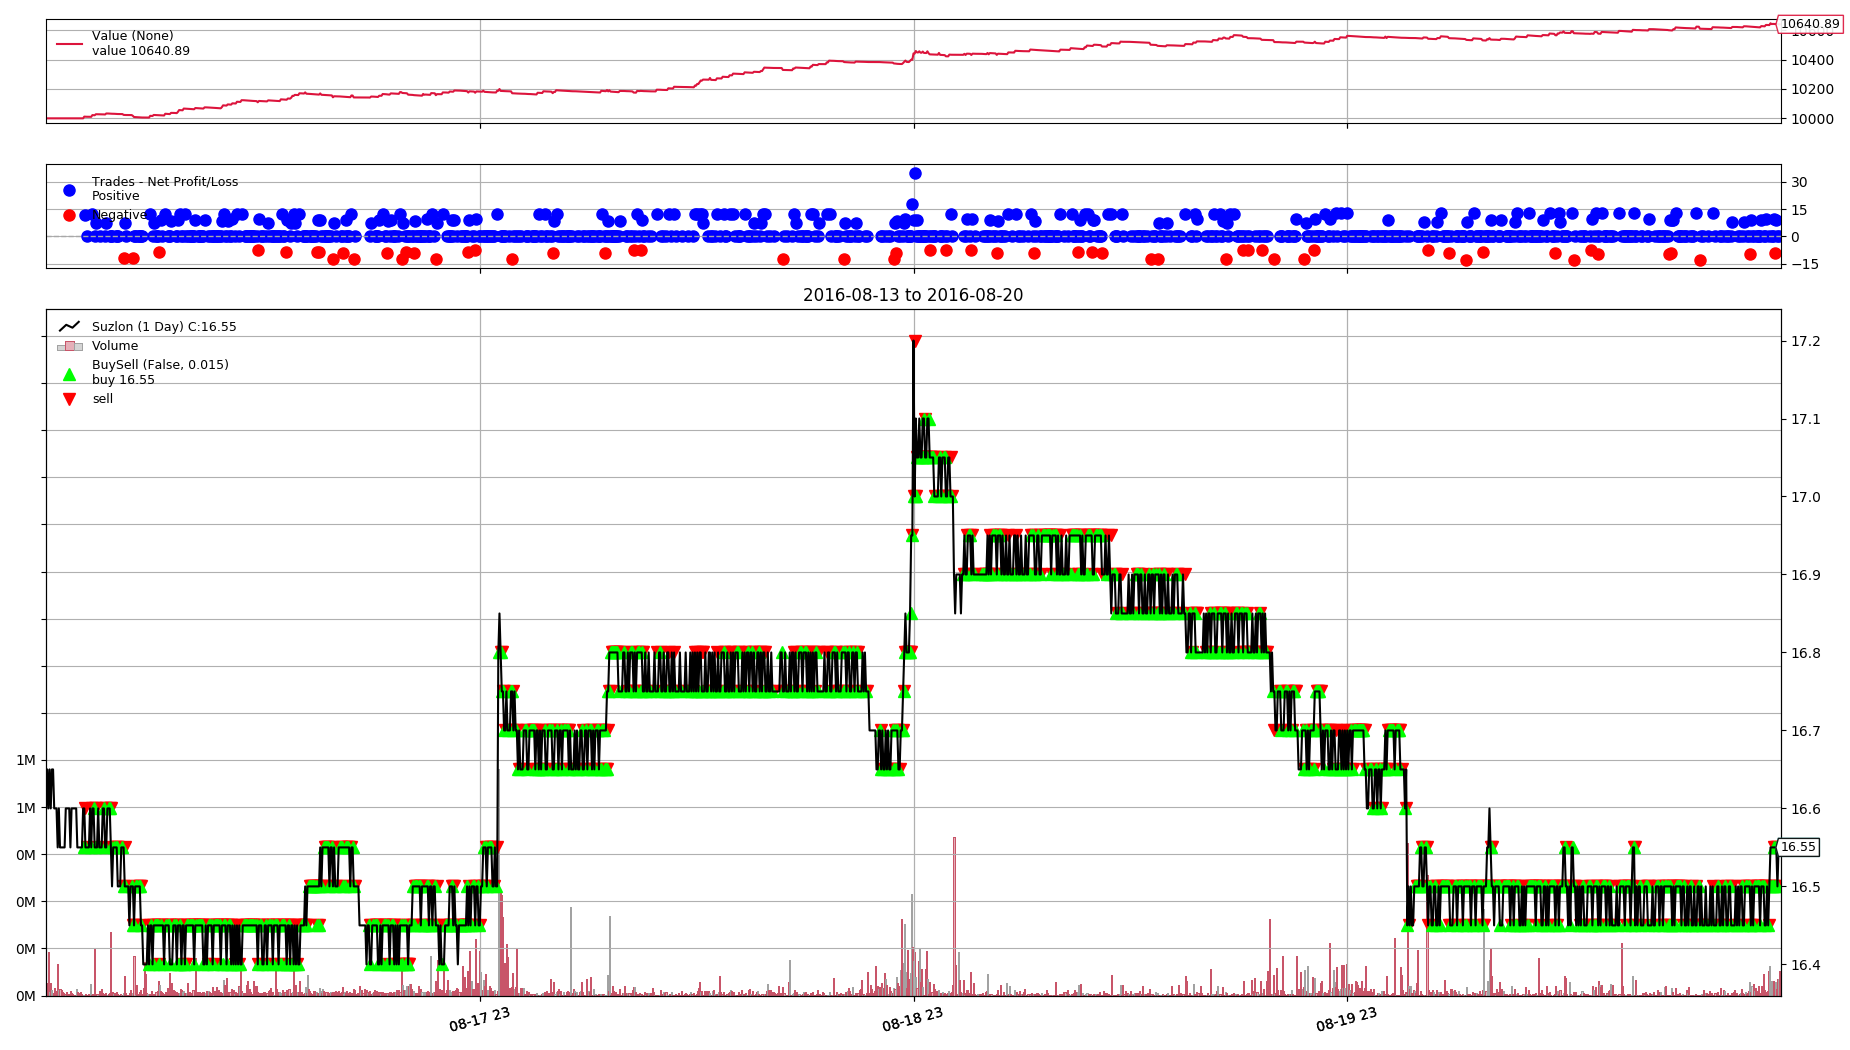 Value (None)
value 10640.89
10640.89
10600
10400
10200
10000
Trades - Net Profit/Loss
Positive
Negative
30
15
0
−15
2016-08-13 to 2016-08-20
Suzlon (1 Day) C:16.55
Volume
BuySell (False, 0.015)
buy 16.55
sell
17.2
17.1
17.0
16.9
16.8
16.7
16.6
16.55
16.5
16.4
1M
1M
0M
0M
0M
0M
08-17 23
08-18 23
08-19 23